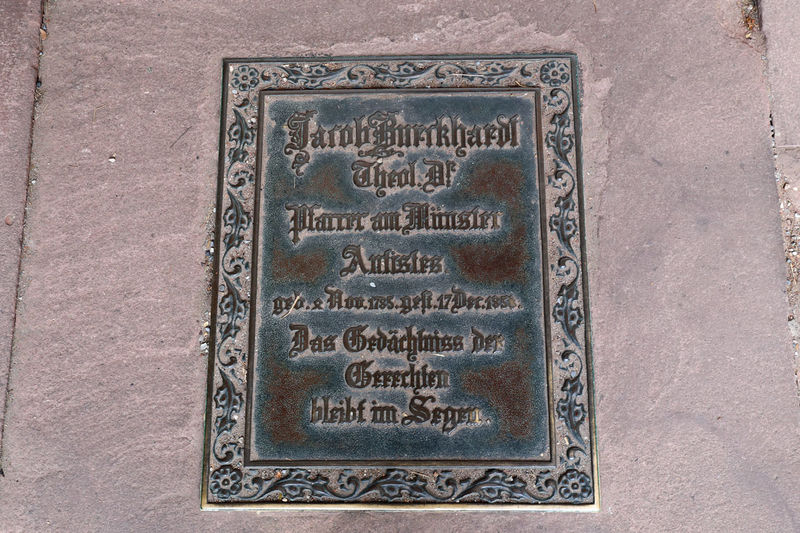 Jacob Burckhardt
Theol. Dr
Pfarrer am Münster
Antistes
geb. 2 Nov. 1785. gest. 17 Dec. 1858.
Das Gedächtniss der
Gerechten
bleibt im Segen.